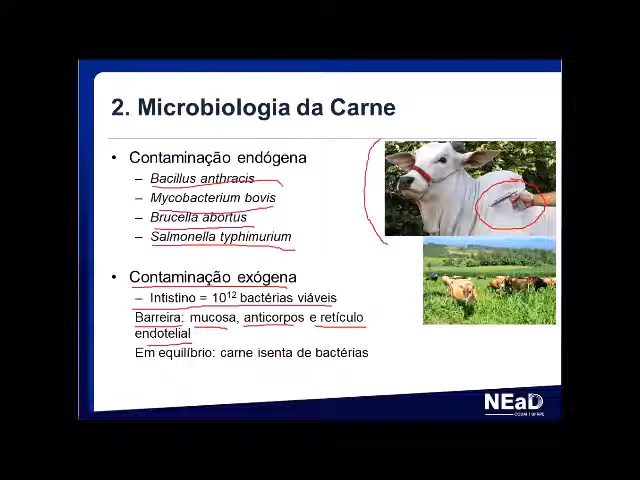 2. Microbiologia da Carne
• Contaminação endógena
– Bacillus anthracis
– Mycobacterium bovis
– Brucella abortus
– Salmonella typhimurium
• Contaminação exógena
– Intistino = 10¹² bactérias viáveis
Barreira: mucosa, anticorpos e retículo
endotelial
Em equilíbrio: carne isenta de bactérias
NEaD